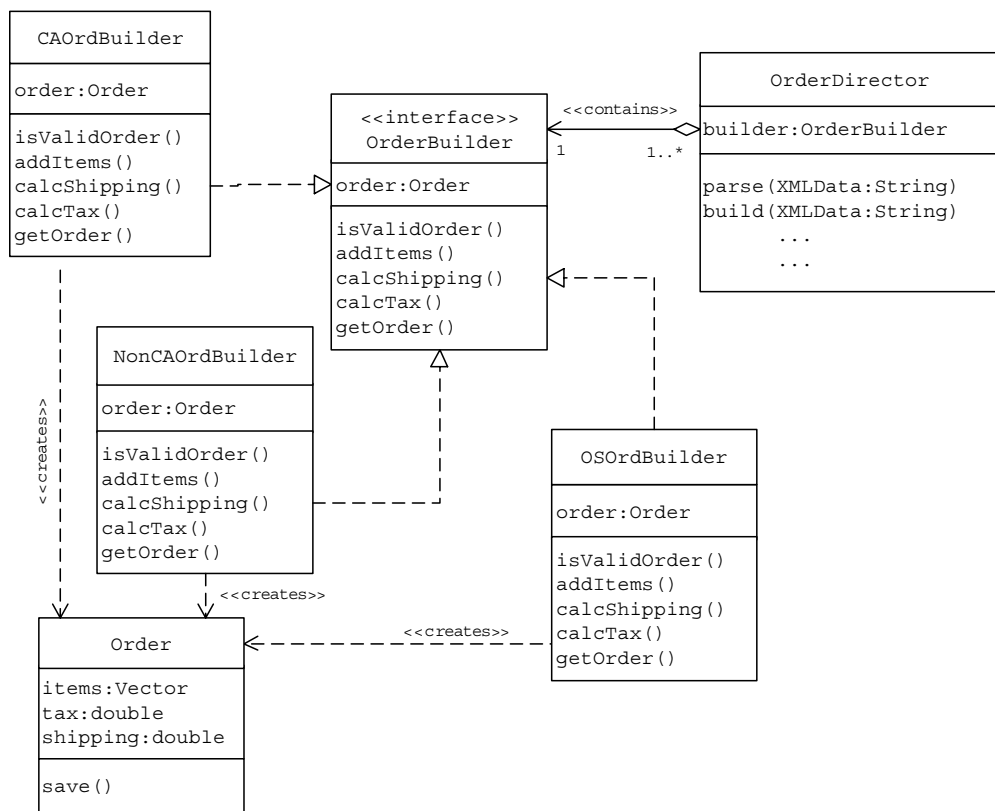 CAOrdBuilder
order:Order
isValidOrder()
addItems()
calcShipping()
calcTax()
getOrder()
<<interface>>
OrderBuilder
order:Order
isValidOrder()
addItems()
calcShipping()
calcTax()
getOrder()
<<contains>>
1
1..*
OrderDirector
builder:OrderBuilder
parse(XMLData:String)
build(XMLData:String)
...
...
NonCAOrdBuilder
order:Order
isValidOrder()
addItems()
calcShipping()
calcTax()
getOrder()
<<creates>>
<<creates>>
OSOrdBuilder
order:Order
isValidOrder()
addItems()
calcShipping()
calcTax()
getOrder()
<<creates>>
Order
items:Vector
tax:double
shipping:double
save()